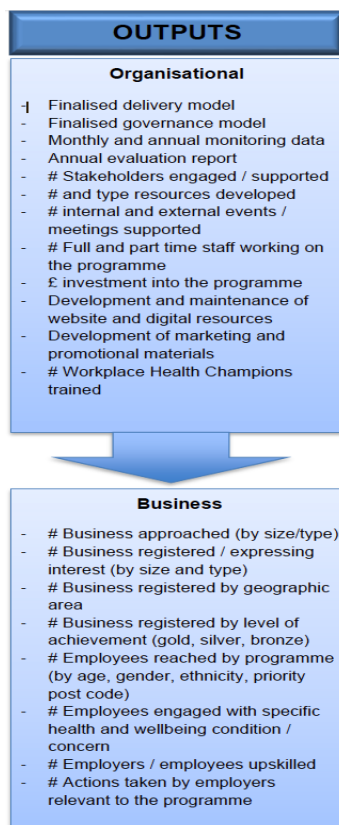 OUTPUTS
Organisational
- Finalised delivery model
- Finalised governance model
- Monthly and annual monitoring data
- Annual evaluation report
- # Stakeholders engaged / supported
- # and type resources developed
- # internal and external events /
meetings supported
- # Full and part time staff working on
the programme
- £ investment into the programme
- Development and maintenance of
website and digital resources
- Development of marketing and
promotional materials
- # Workplace Health Champions
trained
Business
- # Business approached (by size/type)
- # Business registered / expressing
interest (by size and type)
- # Business registered by geographic
area
- # Business registered by level of
achievement (gold, silver, bronze)
- # Employees reached by programme
(by age, gender, ethnicity, priority
post code)
- # Employees engaged with specific
health and wellbeing condition /
concern
- # Employers / employees upskilled
- # Actions taken by employers
relevant to the programme